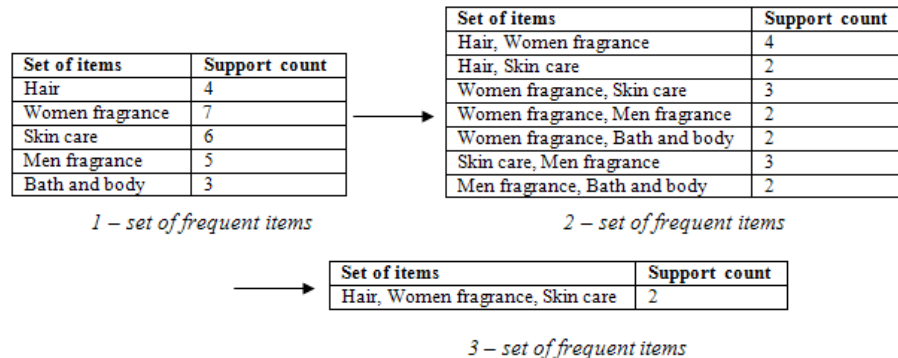 Set of items Support count
Hair 4
Women fragrance 7
Skin care 6
Men fragrance 5
Bath and body 3
1 – set of frequent items
Set of items Support count
Hair, Women fragrance 4
Hair, Skin care 2
Women fragrance, Skin care 3
Women fragrance, Men fragrance 2
Women fragrance, Bath and body 2
Skin care, Men fragrance 3
Men fragrance, Bath and body 2
2 – set of frequent items
Set of items Support count
Hair, Women fragrance, Skin care 2
3 – set of frequent items